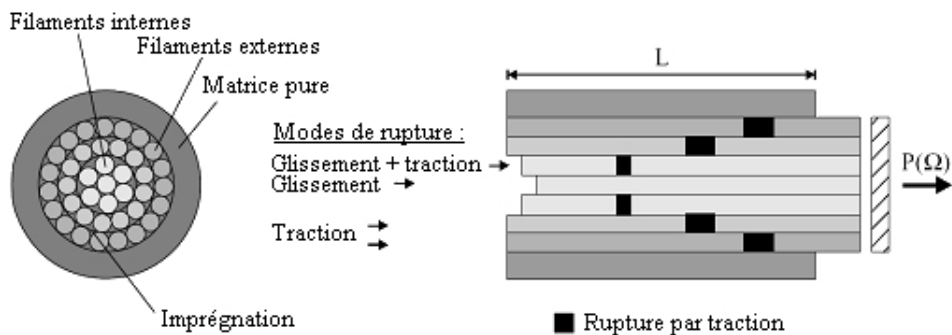 Filaments internes
Filaments externes
Matrice pure
Imprégnation
Modes de rupture :
Glissement + traction
Glissement
Traction
L
P(Ω)
Rupture par traction